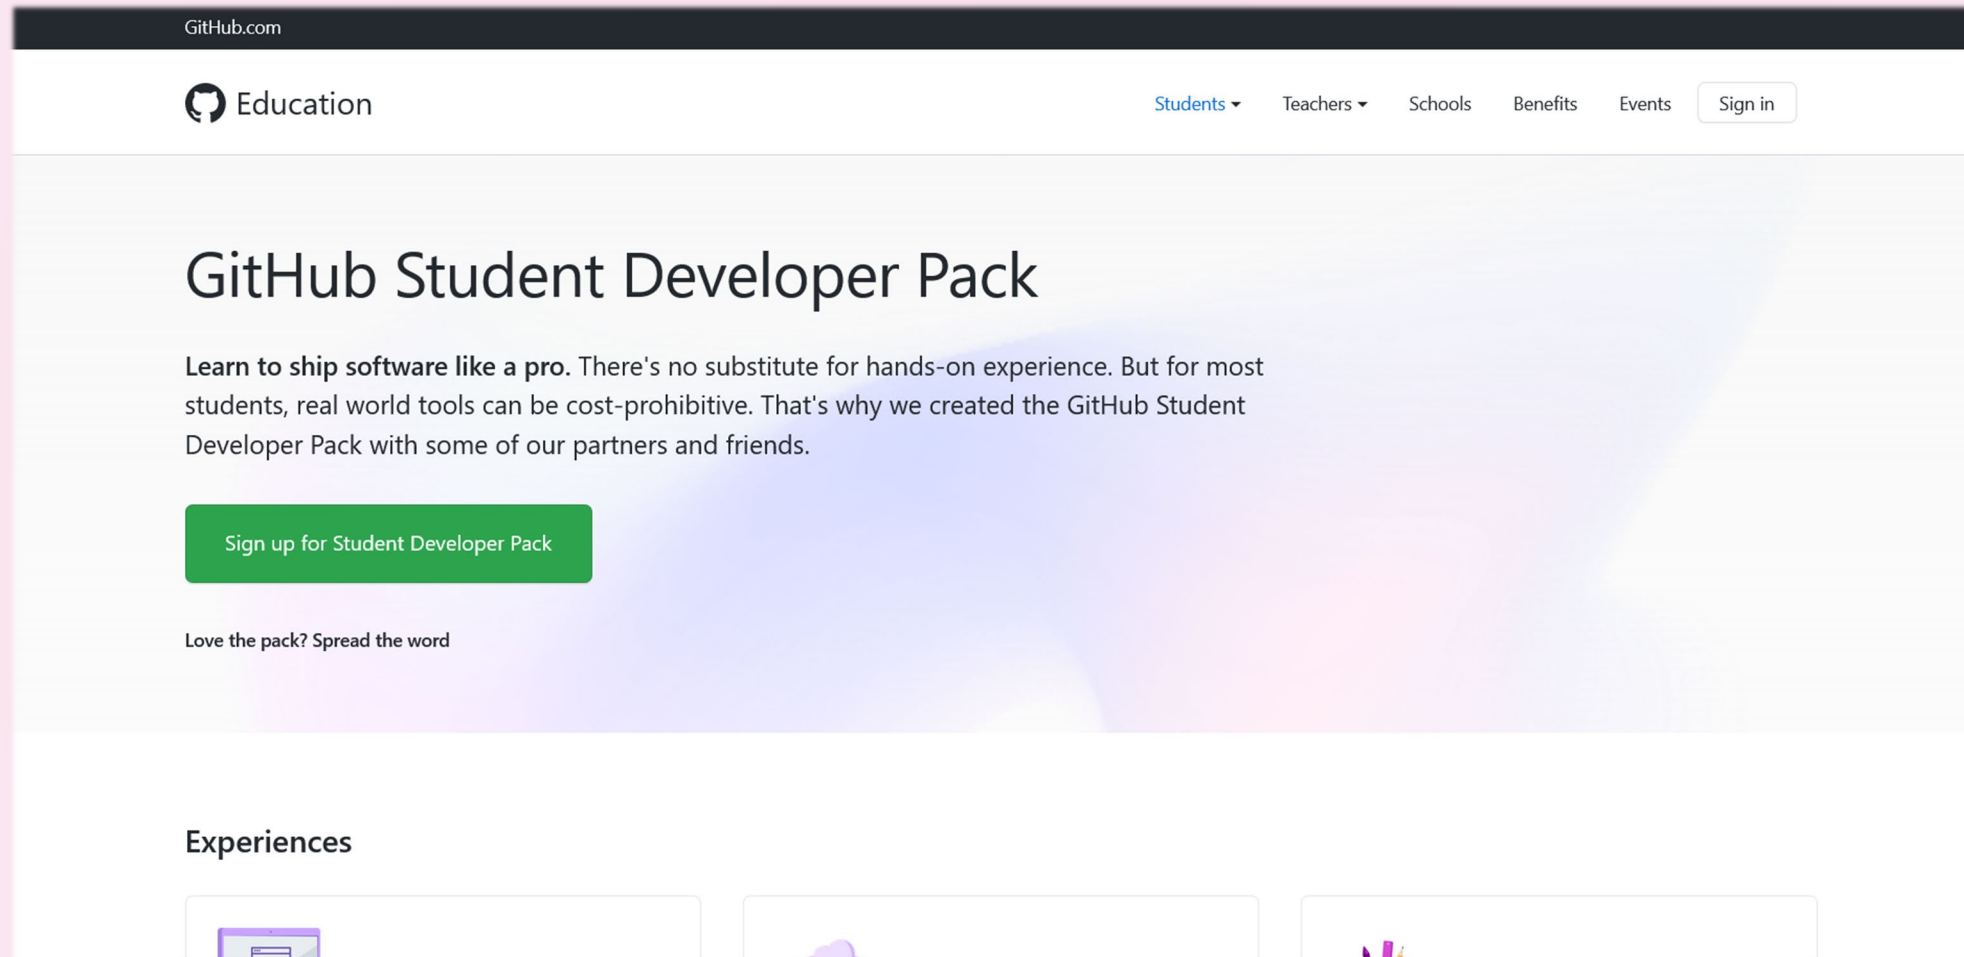 GitHub.com
Education
Students
Teachers
Schools
Benefits
Events
Sign in
GitHub Student Developer Pack
Learn to ship software like a pro. There's no substitute for hands-on experience. But for most
students, real world tools can be cost-prohibitive. That's why we created the GitHub Student
Developer Pack with some of our partners and friends.
Sign up for Student Developer Pack
Love the pack? Spread the word
Experiences